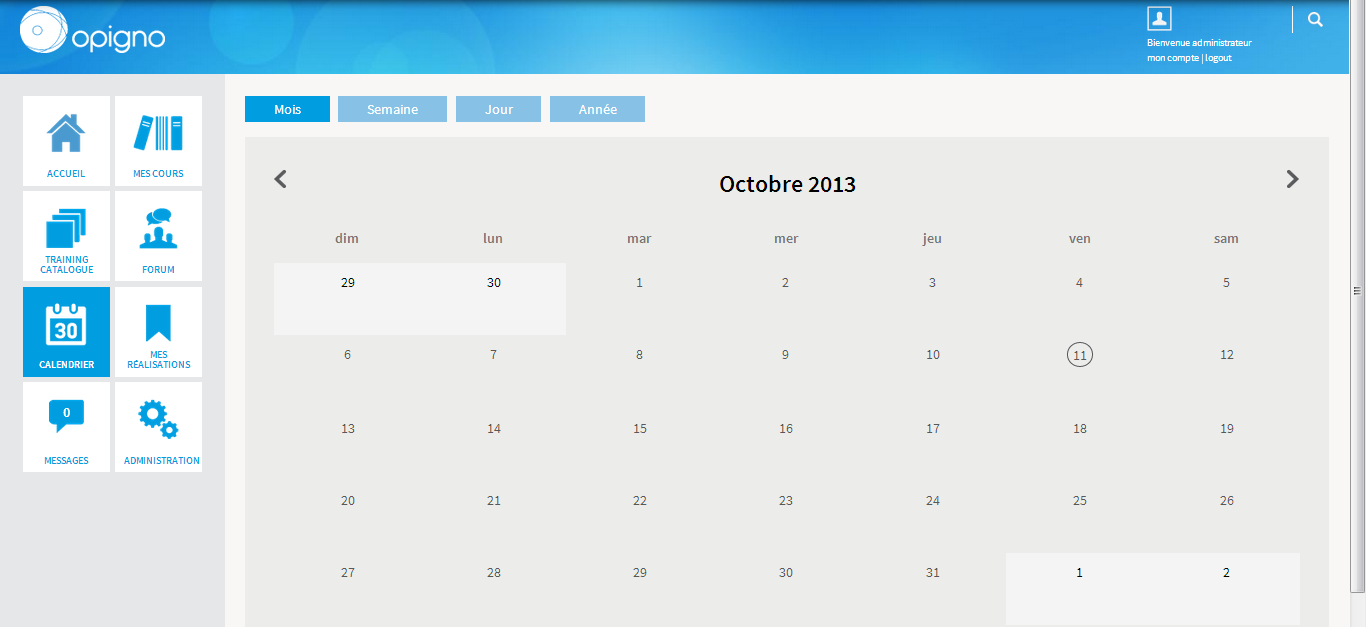 opigno
Bienvenue administrateur
mon compte | logout
ACCUEIL
MES COURS
TRAINING
CATALOGUE
FORUM
30
CALENDRIER
MES
RÉALISATIONS
0
MESSAGES
ADMINISTRATION
Mois Semaine Jour Année
Octobre 2013
dim lun mar mer jeu ven sam
29 30 1 2 3 4 5
6 7 8 9 10 11 12
13 14 15 16 17 18 19
20 21 22 23 24 25 26
27 28 29 30 31 1 2